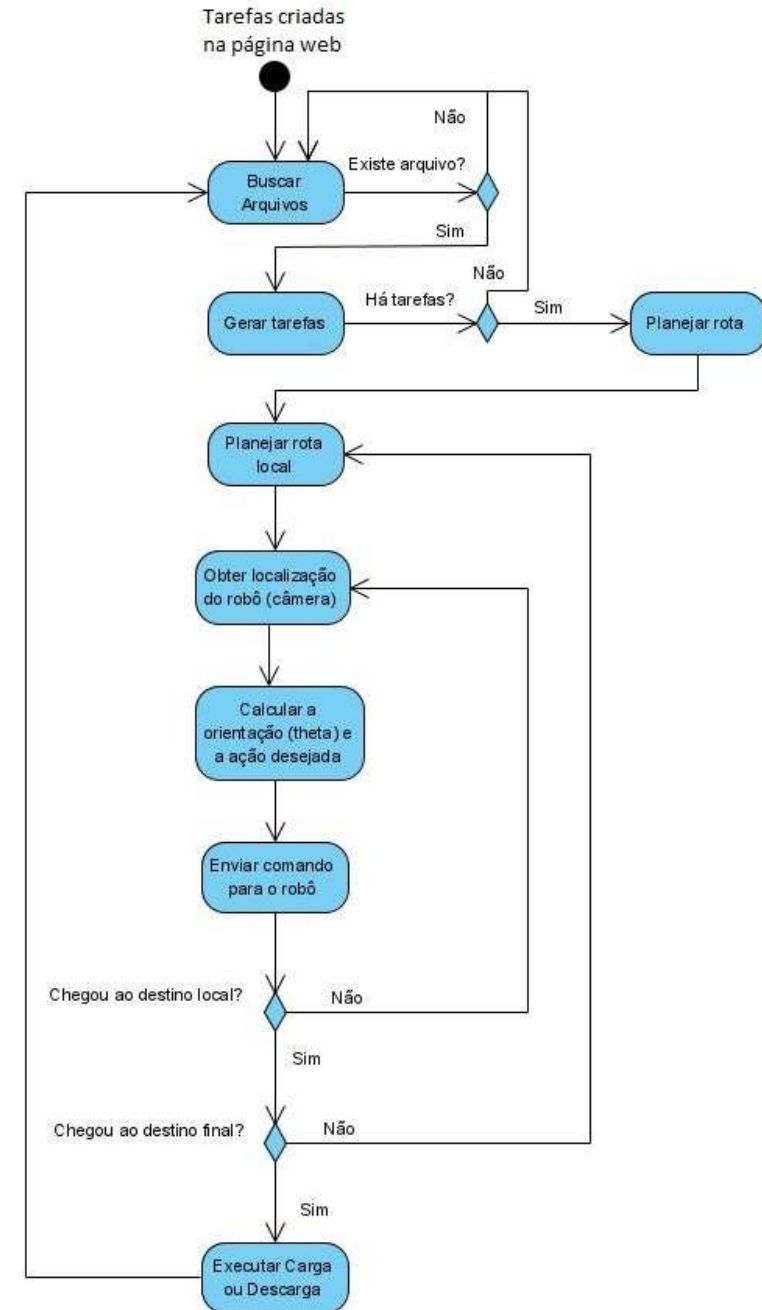 Tarefas criadas
na página web
Não
Existe arquivo?
Buscar
Arquivos
Sim
Não
Há tarefas?
Sim
Gerar tarefas
Planejar rota
Planejar rota
local
Obter localização
do robô (câmera)
Calcular a
orientação (theta) e
a ação desejada
Enviar comando
para o robô
Chegou ao destino local?
Não
Sim
Chegou ao destino final?
Não
Sim
Executar Carga
ou Descarga